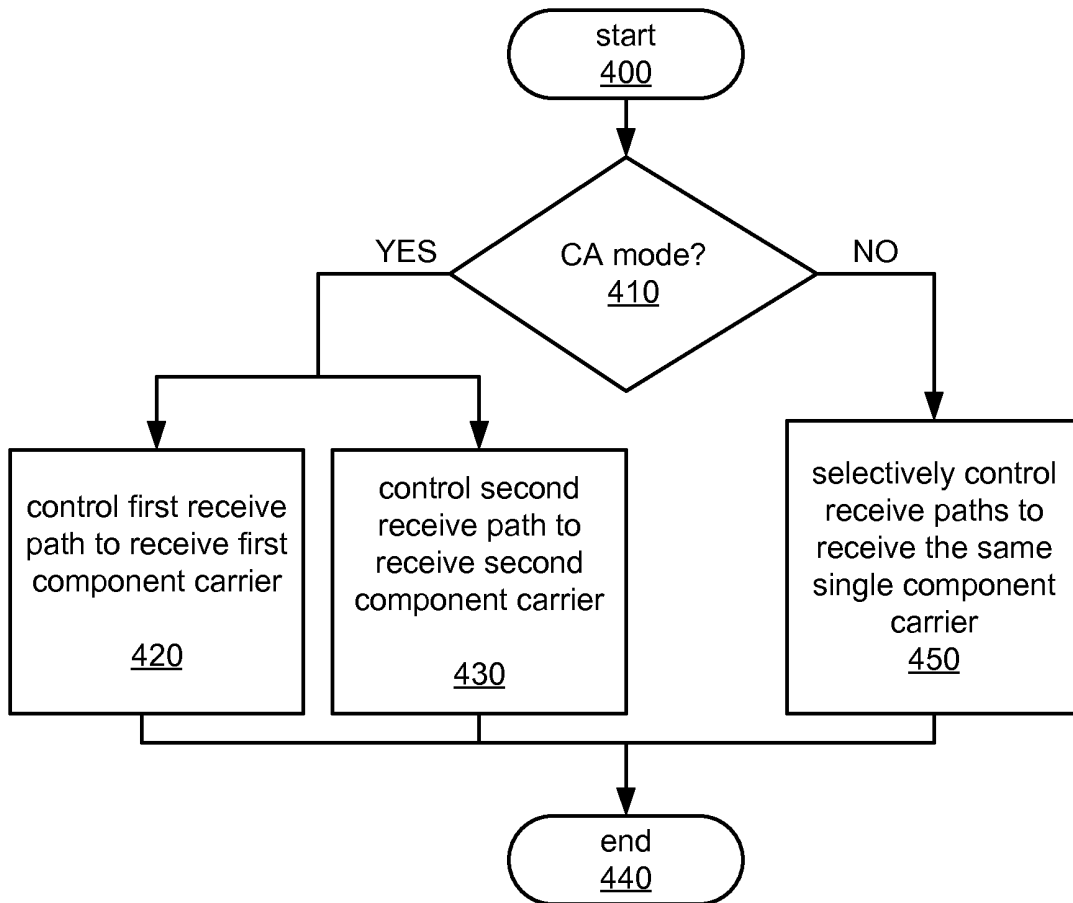 start
400
CA mode?
410
YES
NO
control first receive
path to receive first
component carrier
420
control second
receive path to
receive second
component carrier
430
selectively control
receive paths to
receive the same
single component
carrier
450
end
440